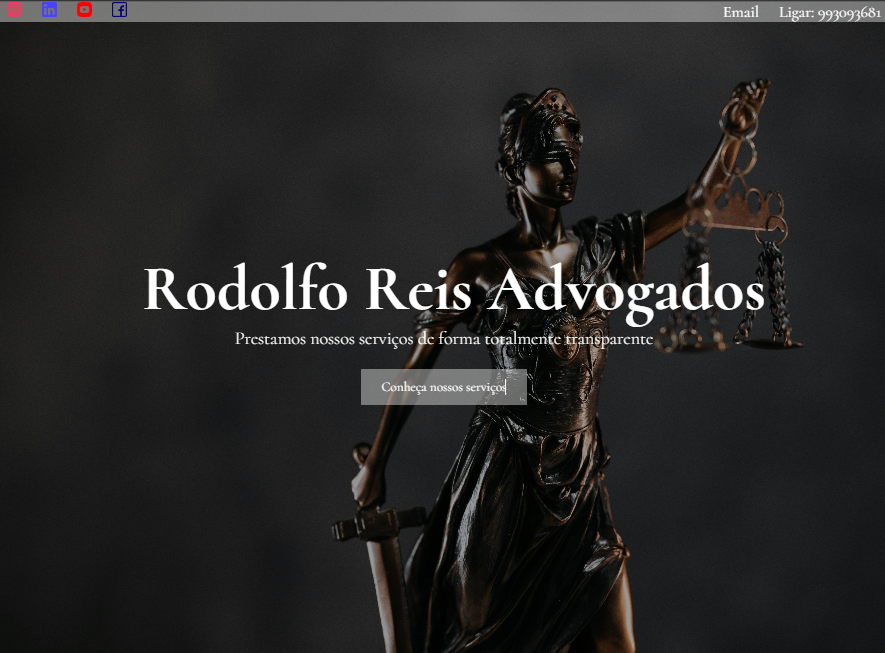 Email Ligar: 993093681
Rodolfo Reis Advogados
Prestamos nossos serviços de forma totalmente transparente
Conheça nossos serviços